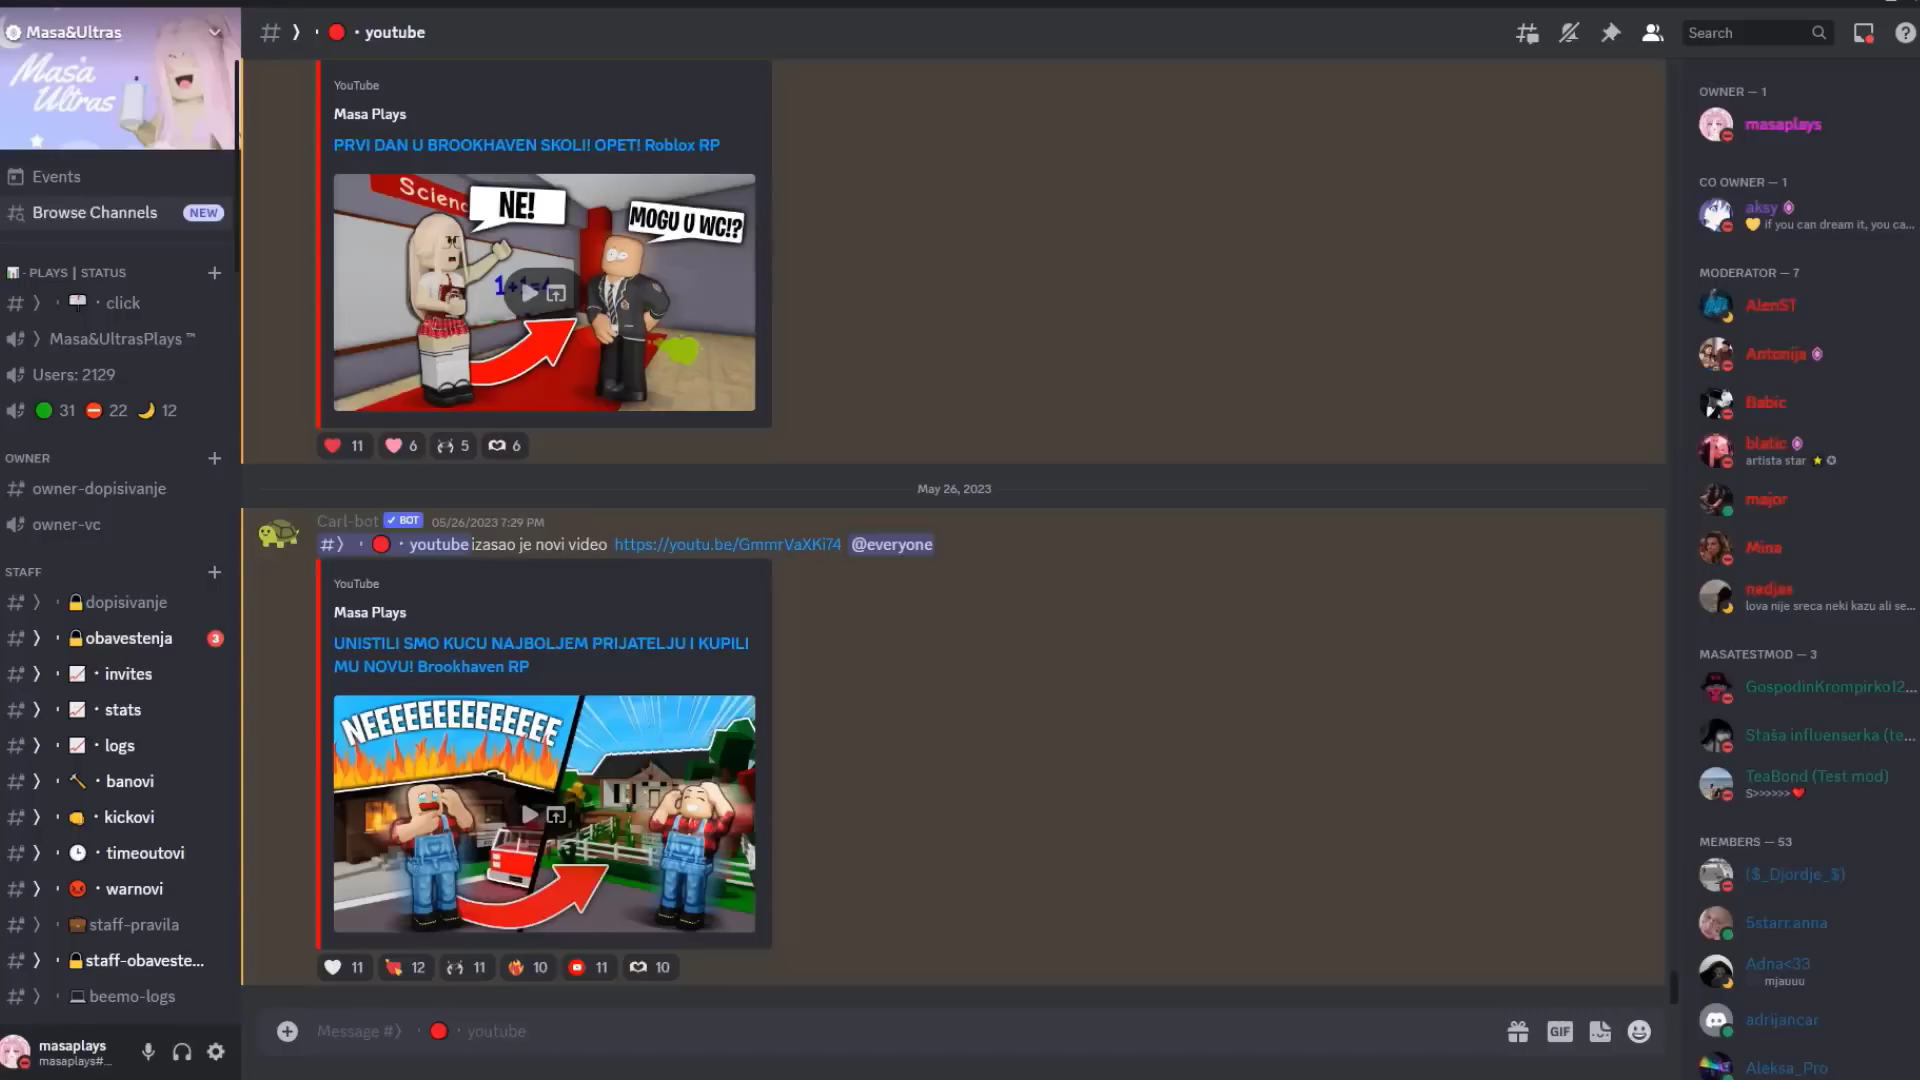 Masa&Ultras
Masa
Ultras
Events
Browse Channels NEW
- PLAYS | STATUS
click
Masa&UltrasPlays ™
Users: 2129
31 22 12
OWNER
owner-dopisivanje
owner-vc
STAFF
dopisivanje
obavestenja 3
invites
stats
logs
banovi
kickovi
timeoutovi
warnovi
staff-pravila
staff-obaveste...
beemo-logs
masaplays
masaplays#...
youtube
Search
YouTube
Masa Plays
PRVI DAN U BROOKHAVEN SKOLI! OPET! Roblox RP
Scienc
NE!
MOGU U WC!?
11 6 5 6
May 26, 2023
Carl-bot BOT 05/26/2023 7:29 PM
# youtube izasao je novi video https://youtu.be/GmmrVaXKi74 @everyone
YouTube
Masa Plays
UNISTILI SMO KUCU NAJBOLJEM PRIJATELJU I KUPILI
MU NOVU! Brookhaven RP
NEEEEEEEEEEEEE
11 12 11 10 11 10
Message # youtube
GIF
OWNER — 1
masaplays
CO OWNER — 1
aksy
if you can dream it, you ca...
MODERATOR — 7
AlenST
Antonija
Babic
blatic
artista star
major
Mina
nadjas
lova nije sreca neki kazu ali se...
MASATESTMOD — 3
GospodinKrompirko12...
Staša influenserka (te...
TeaBond (Test mod)
S>>>>>>
MEMBERS — 53
($_Djordje_$)
5starr.anna
Adna<33
mjauuu
adrijancar
Aleksa_Pro